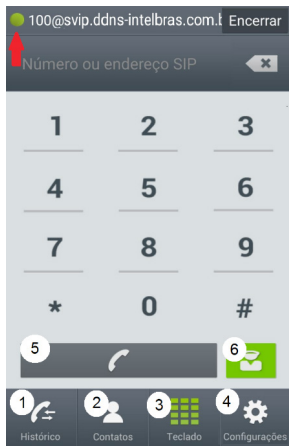 100@svip.ddns-intelbras.com.b Encerrar
Número ou endereço SIP
1 2 3
4 5 6
7 8 9
* 0 #
5 6
1 2 3 4
Histórico Contatos Teclado Configurações